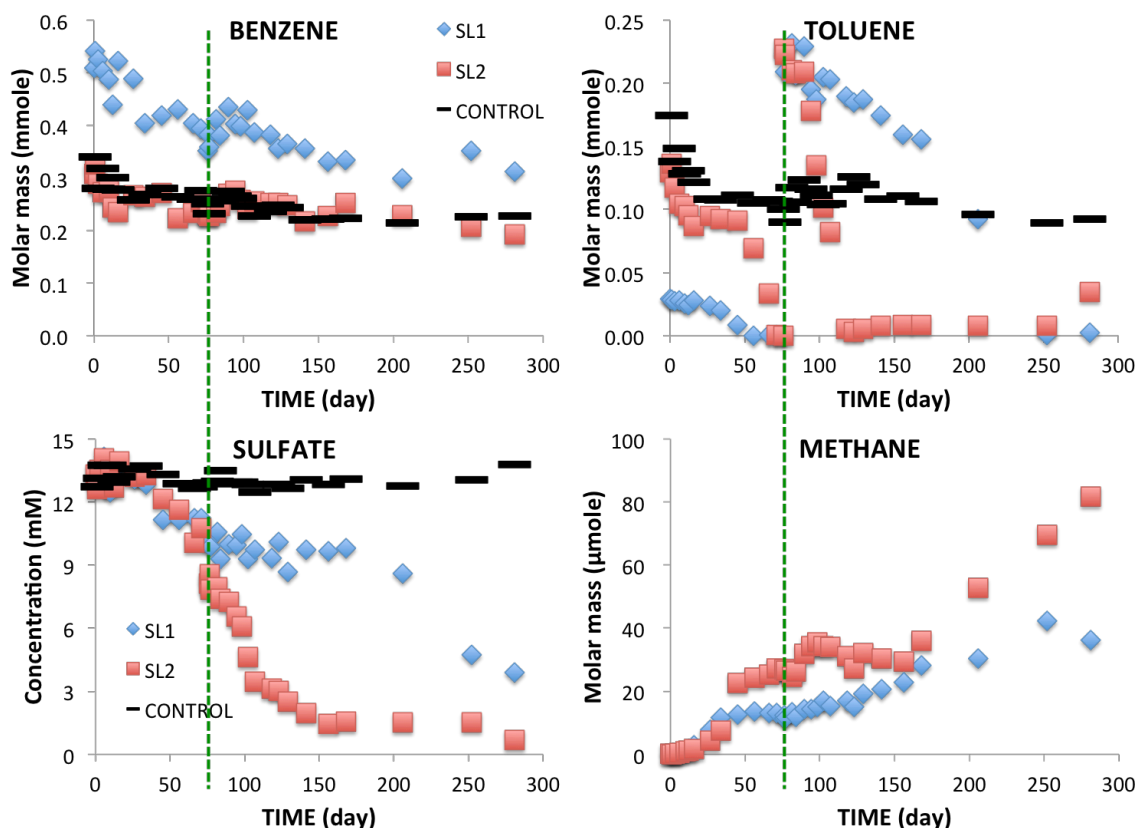 BENZENE
SL1
SL2
CONTROL
Molar mass (mmole)
0.6
0.5
0.4
0.3
0.2
0.1
0.0
0 50 100 150 200 250 300
TIME (day)
TOLUENE
Molar mass (mmole)
0.25
0.20
0.15
0.10
0.05
0.00
0 50 100 150 200 250 300
TIME (day)
SULFATE
Concentration (mM)
15
12
9
6
3
0
SL1
SL2
CONTROL
0 50 100 150 200 250 300
TIME (day)
METHANE
Molar mass (µmole)
100
80
60
40
20
0
0 50 100 150 200 250 300
TIME (day)